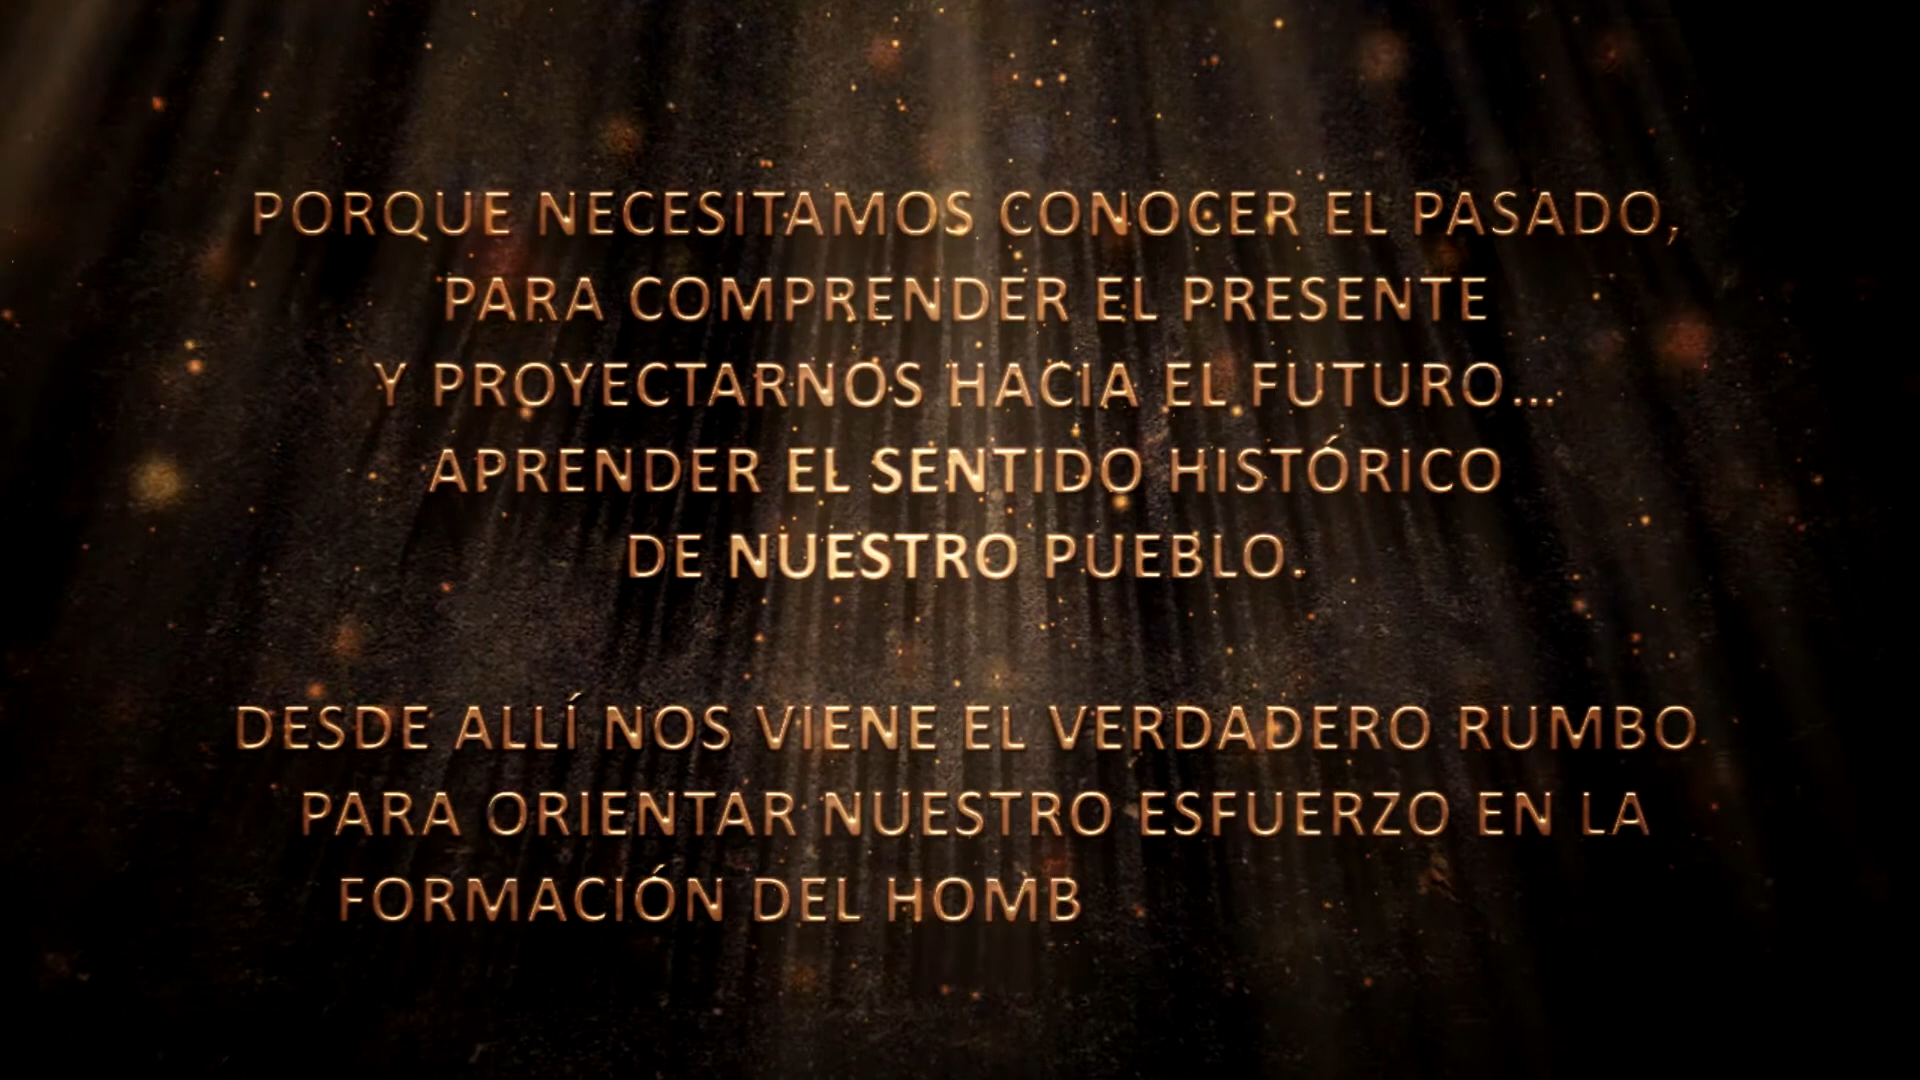 PORQUE NECESITAMOS CONOCER EL PASADO,
PARA COMPRENDER EL PRESENTE
Y PROYECTARNOS HACIA EL FUTURO...
APRENDER EL SENTIDO HISTÓRICO
DE NUESTRO PUEBLO.
DESDE ALLÍ NOS VIENE EL VERDADERO RUMBO
PARA ORIENTAR NUESTRO ESFUERZO EN LA
FORMACIÓN DEL HOMB